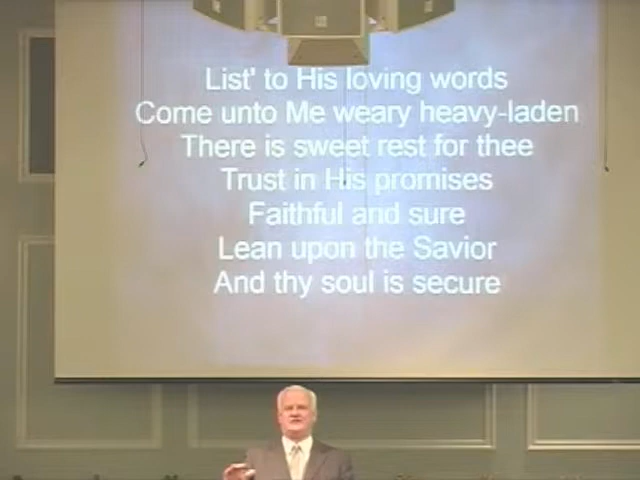 List' to His loving words
Come unto Me weary heavy-laden
There is sweet rest for thee
Trust in His promises
Faithful and sure
Lean upon the Savior
And thy soul is secure